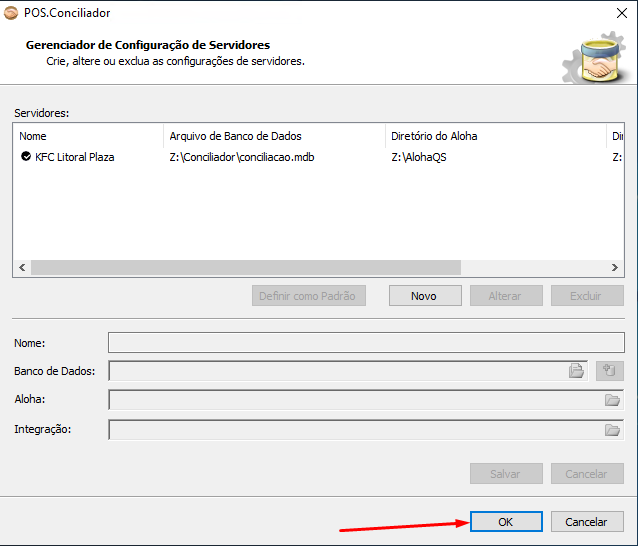 POS.Conciliador
Gerenciador de Configuração de Servidores
Crie, altere ou exclua as configurações de servidores.
Servidores:
Nome Arquivo de Banco de Dados Diretório do Aloha
KFC Litoral Plaza Z:\Conciliador\conciliacao.mdb Z:\AlohaQS Z:
Definir como Padrão Novo Alterar Excluir
Nome:
Banco de Dados:
Aloha:
Integração:
Salvar Cancelar
OK Cancelar